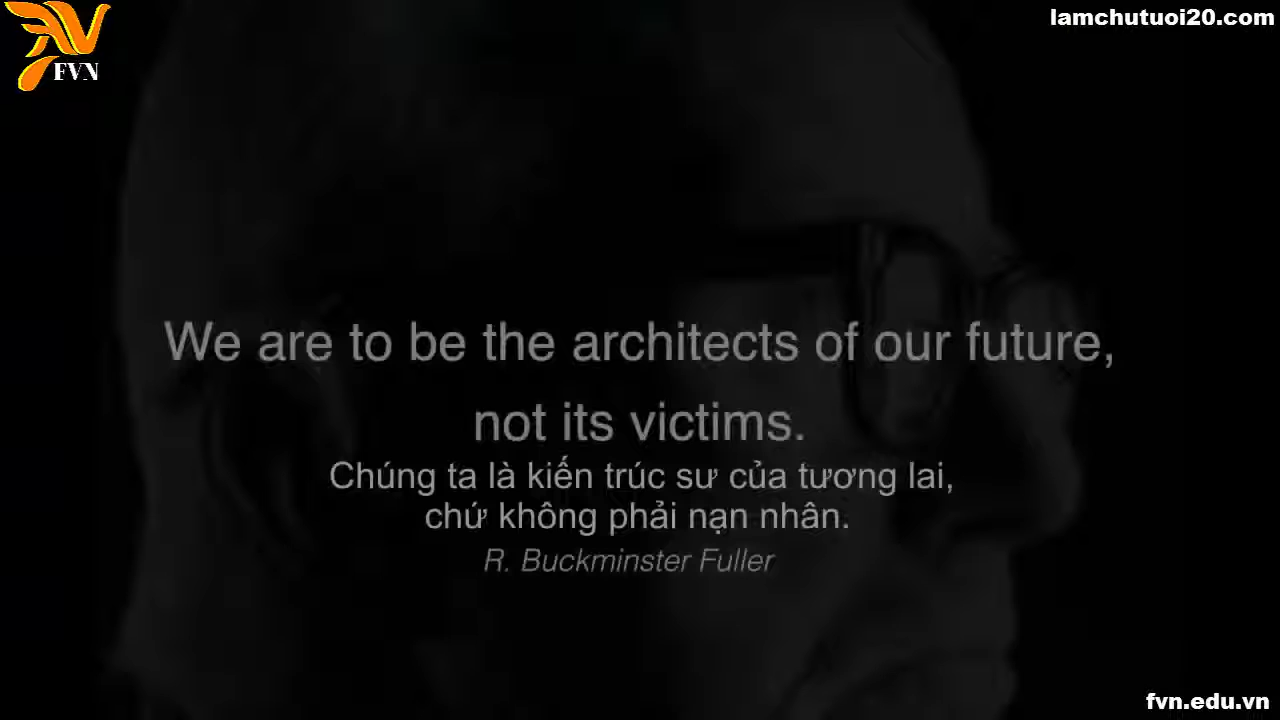 FVN
lamchutuoi20.com
We are to be the architects of our future,
not its victims.
Chúng ta là kiến trúc sư của tương lai,
chứ không phải nạn nhân.
R. Buckminster Fuller
fvn.edu.vn